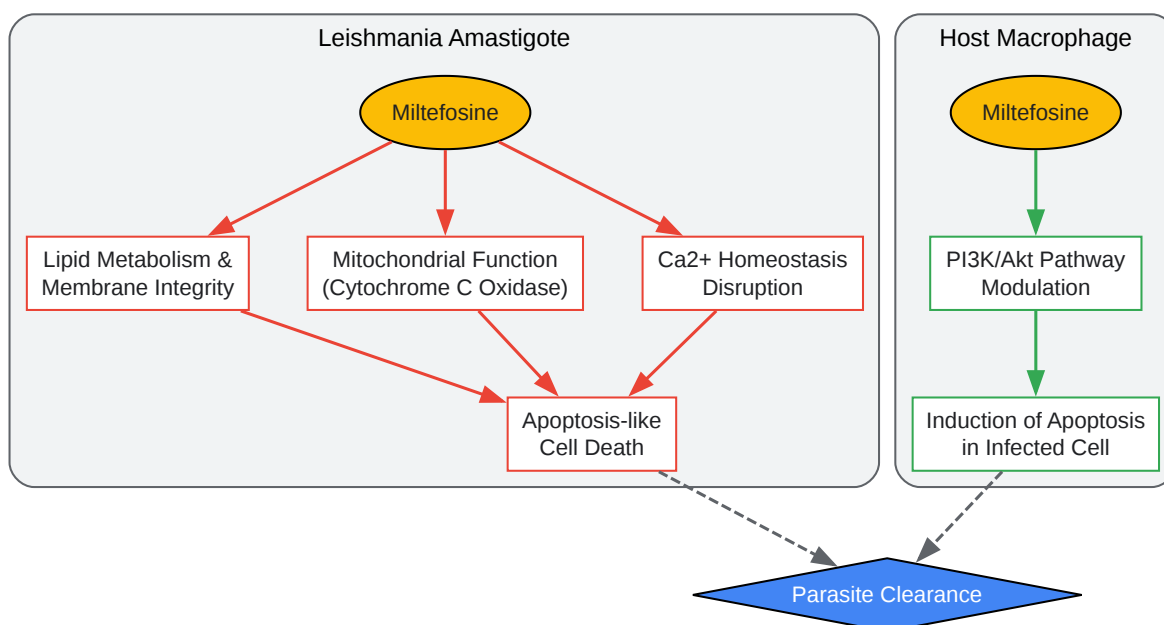 Leishmania Amastigote
Host Macrophage
Miltefosine
Miltefosine
Lipid Metabolism &
Membrane Integrity
Mitochondrial Function
(Cytochrome C Oxidase)
Ca2+ Homeostasis
Disruption
PI3K/Akt Pathway
Modulation
Apoptosis-like
Cell Death
Induction of Apoptosis
in Infected Cell
Parasite Clearance